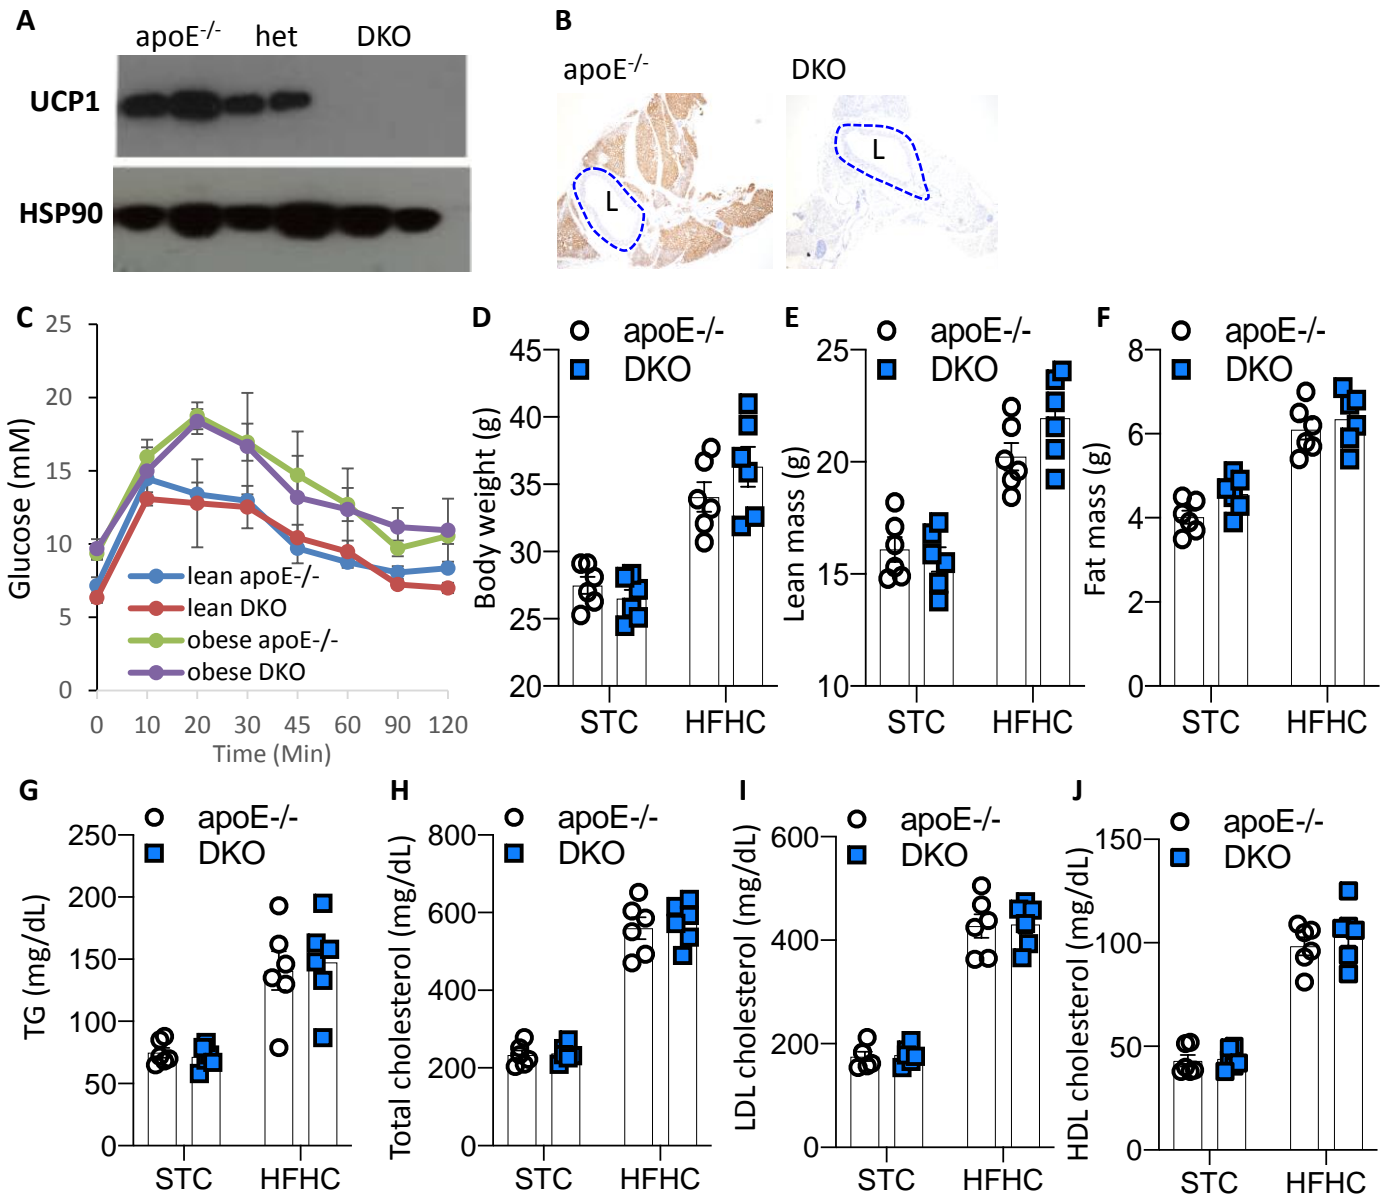 A
apoE-/- het DKO
UCP1
HSP90
B
apoE-/- DKO
L
L
C
25
20
15
10
5
0
Glucose (mM)
lean apoE-/-
lean DKO
obese apoE-/-
obese DKO
0 10 20 30 45 60 90 120
Time (Min)
D
apoE-/-
DKO
45
40
35
30
25
20
Body weight (g)
STC HFHC
E
apoE-/-
DKO
25
20
15
10
Lean mass (g)
STC HFHC
F
apoE-/-
DKO
8
6
4
2
0
Fat mass (g)
STC HFHC
G
apoE-/-
DKO
250
200
150
100
50
0
TG (mg/dL)
STC HFHC
H
apoE-/-
DKO
800
600
400
200
0
Total cholesterol (mg/dL)
STC HFHC
I
apoE-/-
DKO
600
400
200
0
LDL cholesterol (mg/dL)
STC HFHC
J
apoE-/-
DKO
150
100
50
0
HDL cholesterol (mg/dL)
STC HFHC